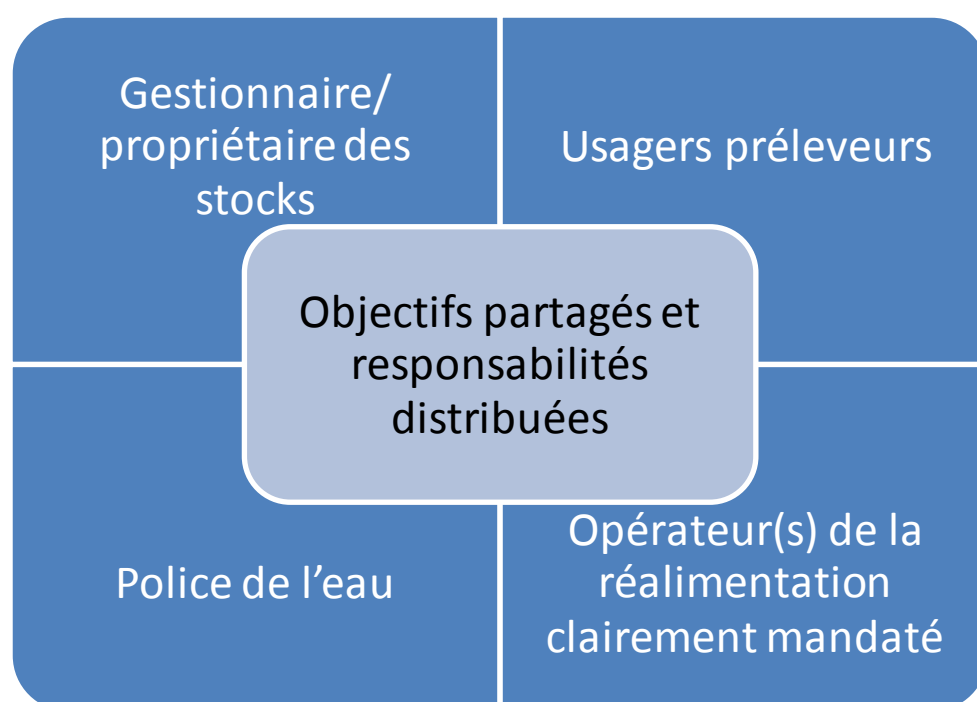 Gestionnaire/
propriétaire des
stocks
Usagers préleveurs
Objectifs partagés et
responsabilités
distribuées
Police de l’eau
Opérateur(s) de la
réalimentation
clairement mandaté